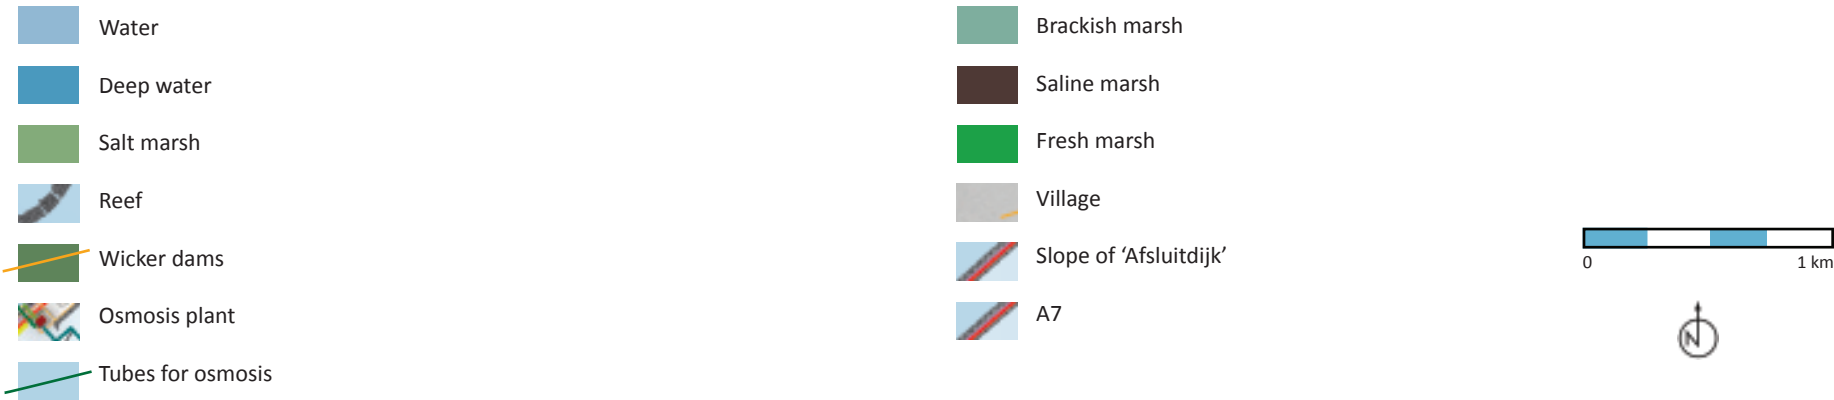 Water
Deep water
Salt marsh
Reef
Wicker dams
Osmosis plant
Tubes for osmosis
Brackish marsh
Saline marsh
Fresh marsh
Village
Slope of ‘Afsluitdijk’
A7
0 1 km
N